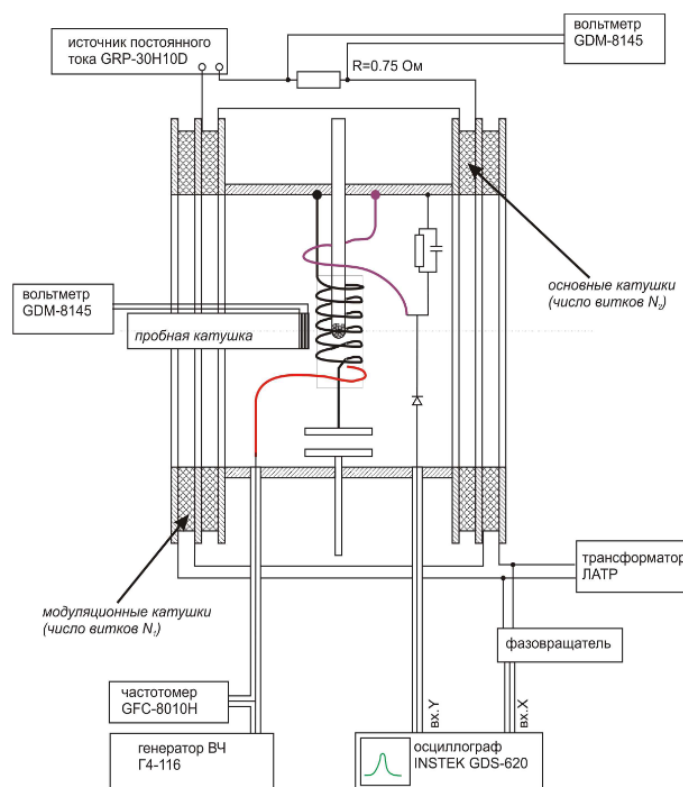 источник постоянного
тока GRP-30H10D
R=0.75 Ом
вольтметр
GDM-8145
основные катушки
(число витков N₂)
вольтметр
GDM-8145
пробная катушка
модуляционные катушки
(число витков N₁)
трансформатор
ЛАТР
фазовращатель
частотомер
GFC-8010H
вх.Y
вх.X
генератор ВЧ
Г4-116
осциллограф
INSTEK GDS-620